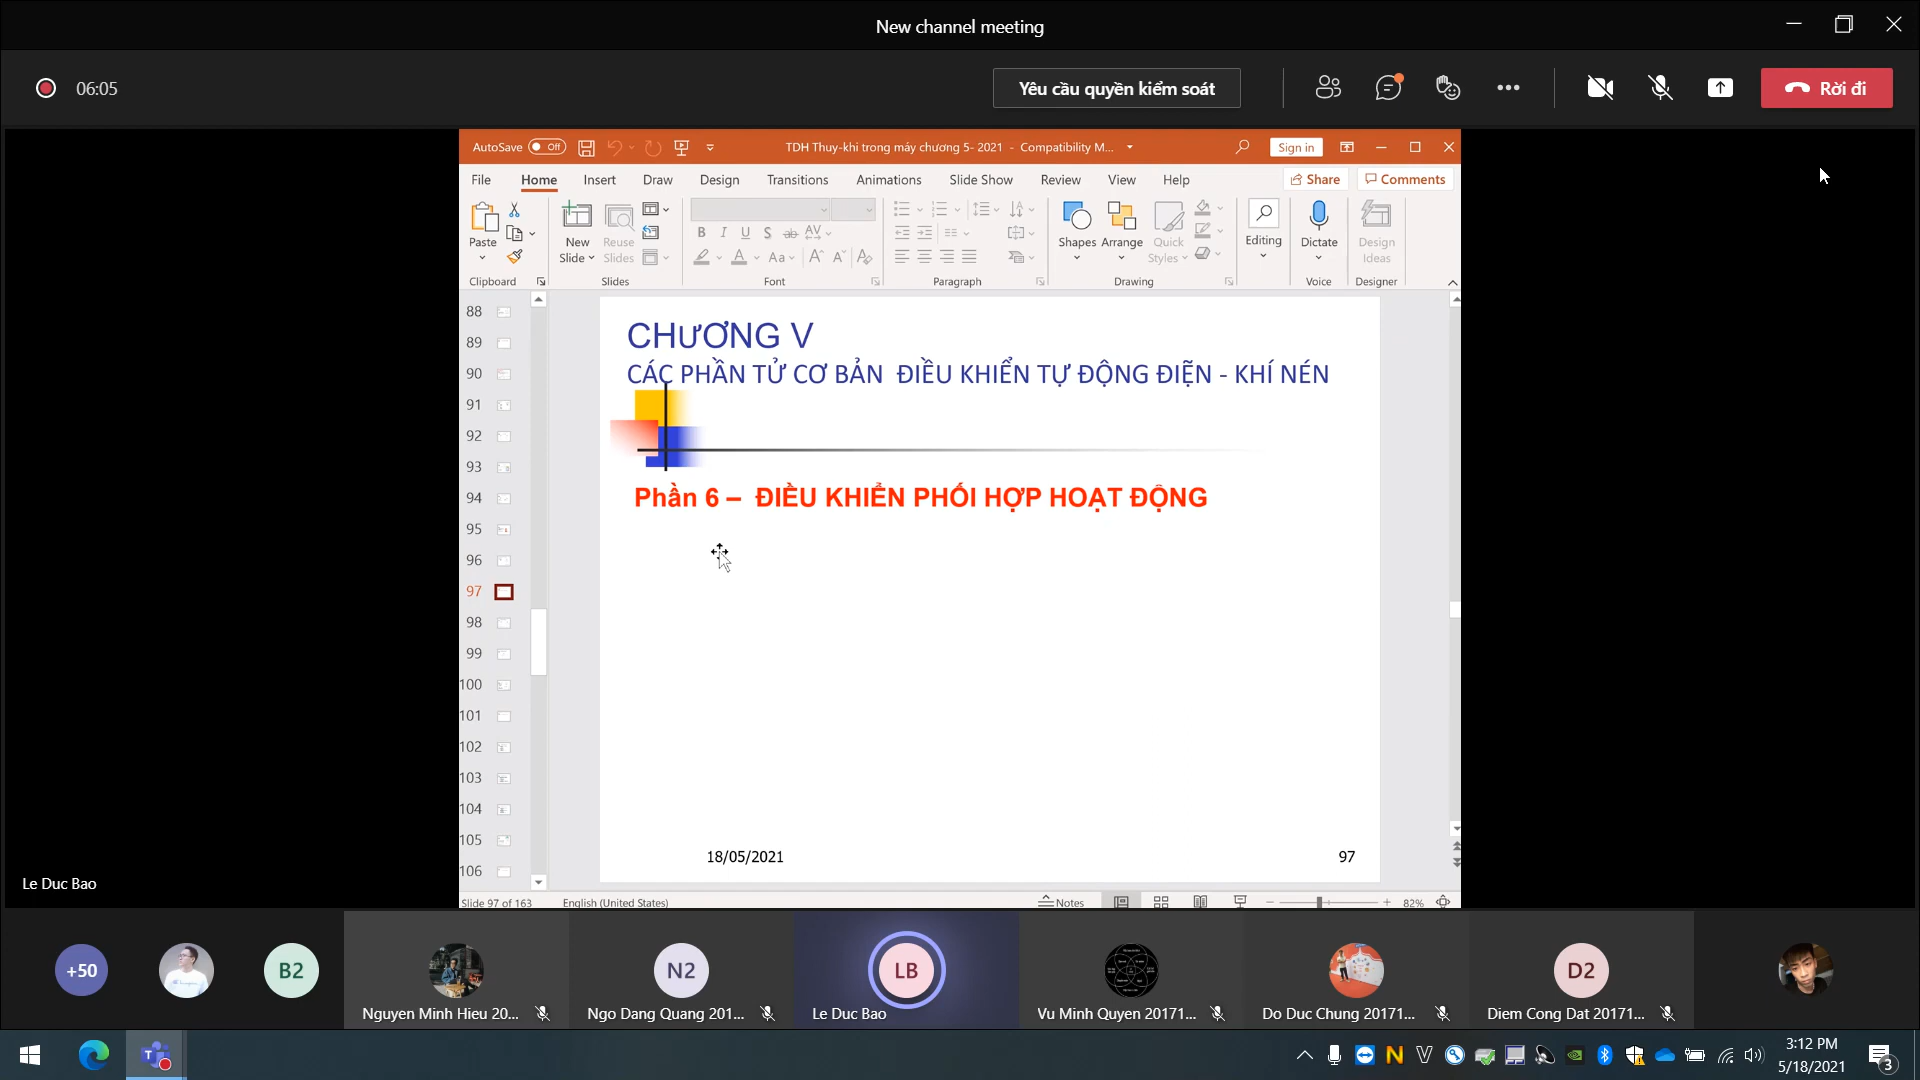 New channel meeting
06:05
Yêu cầu quyền kiểm soát
Rời đi
AutoSave Off
TDH Thuy-khi trong máy chương 5- 2021 - Compatibility M...
Sign in
File Home Insert Draw Design Transitions Animations Slide Show Review View Help
Share
Comments
Paste
New Slide
Reuse Slides
Shapes
Arrange
Quick Styles
Editing
Dictate
Design Ideas
Clipboard
Slides
Font
Paragraph
Drawing
Voice
Designer
88
89
90
91
92
93
94
95
96
97
98
99
100
101
102
103
104
105
106
CHƯƠNG V
CÁC PHẦN TỬ CƠ BẢN ĐIỀU KHIỂN TỰ ĐỘNG ĐIỆN - KHÍ NÉN
Phần 6 – ĐIỀU KHIỂN PHỐI HỢP HOẠT ĐỘNG
18/05/2021
97
Slide 97 of 163
English (United States)
Notes
82%
Le Duc Bao
+50
B2
N2
LB
D2
Nguyen Minh Hieu 20...
Ngo Dang Quang 201...
Le Duc Bao
Vu Minh Quyen 20171...
Do Duc Chung 20171...
Diem Cong Dat 20171...
3:12 PM
5/18/2021
3